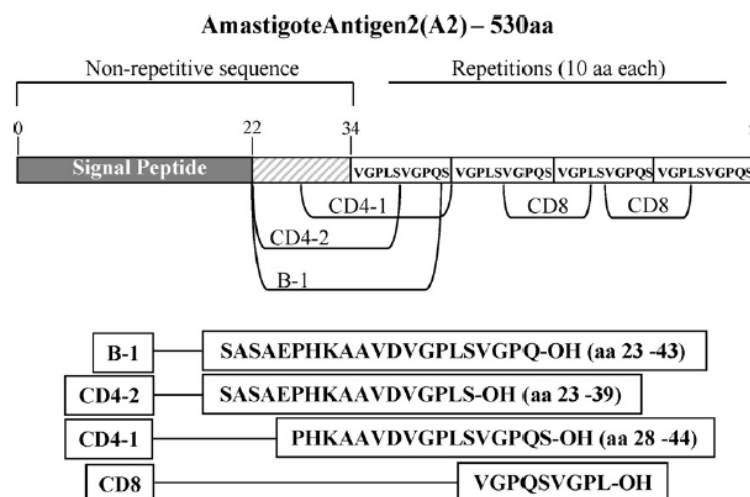 AmastigoteAntigen2(A2) – 530aa
Non-repetitive sequence Repetitions (10 aa each)
0 22 34
Signal Peptide VGPLSVGPQS VGPLSVGPQS VGPLSVGPQS VGPLSVGPQS
CD4-1 CD8 CD8
CD4-2
B-1
B-1 SASAEPHKAAVDVGPLSVGPQ-OH (aa 23 -43)
CD4-2 SASAEPHKAAVDVGPLS-OH (aa 23 -39)
CD4-1 PHKAAVDVGPLSVGPQS-OH (aa 28 -44)
CD8 VGPQSVGPL-OH